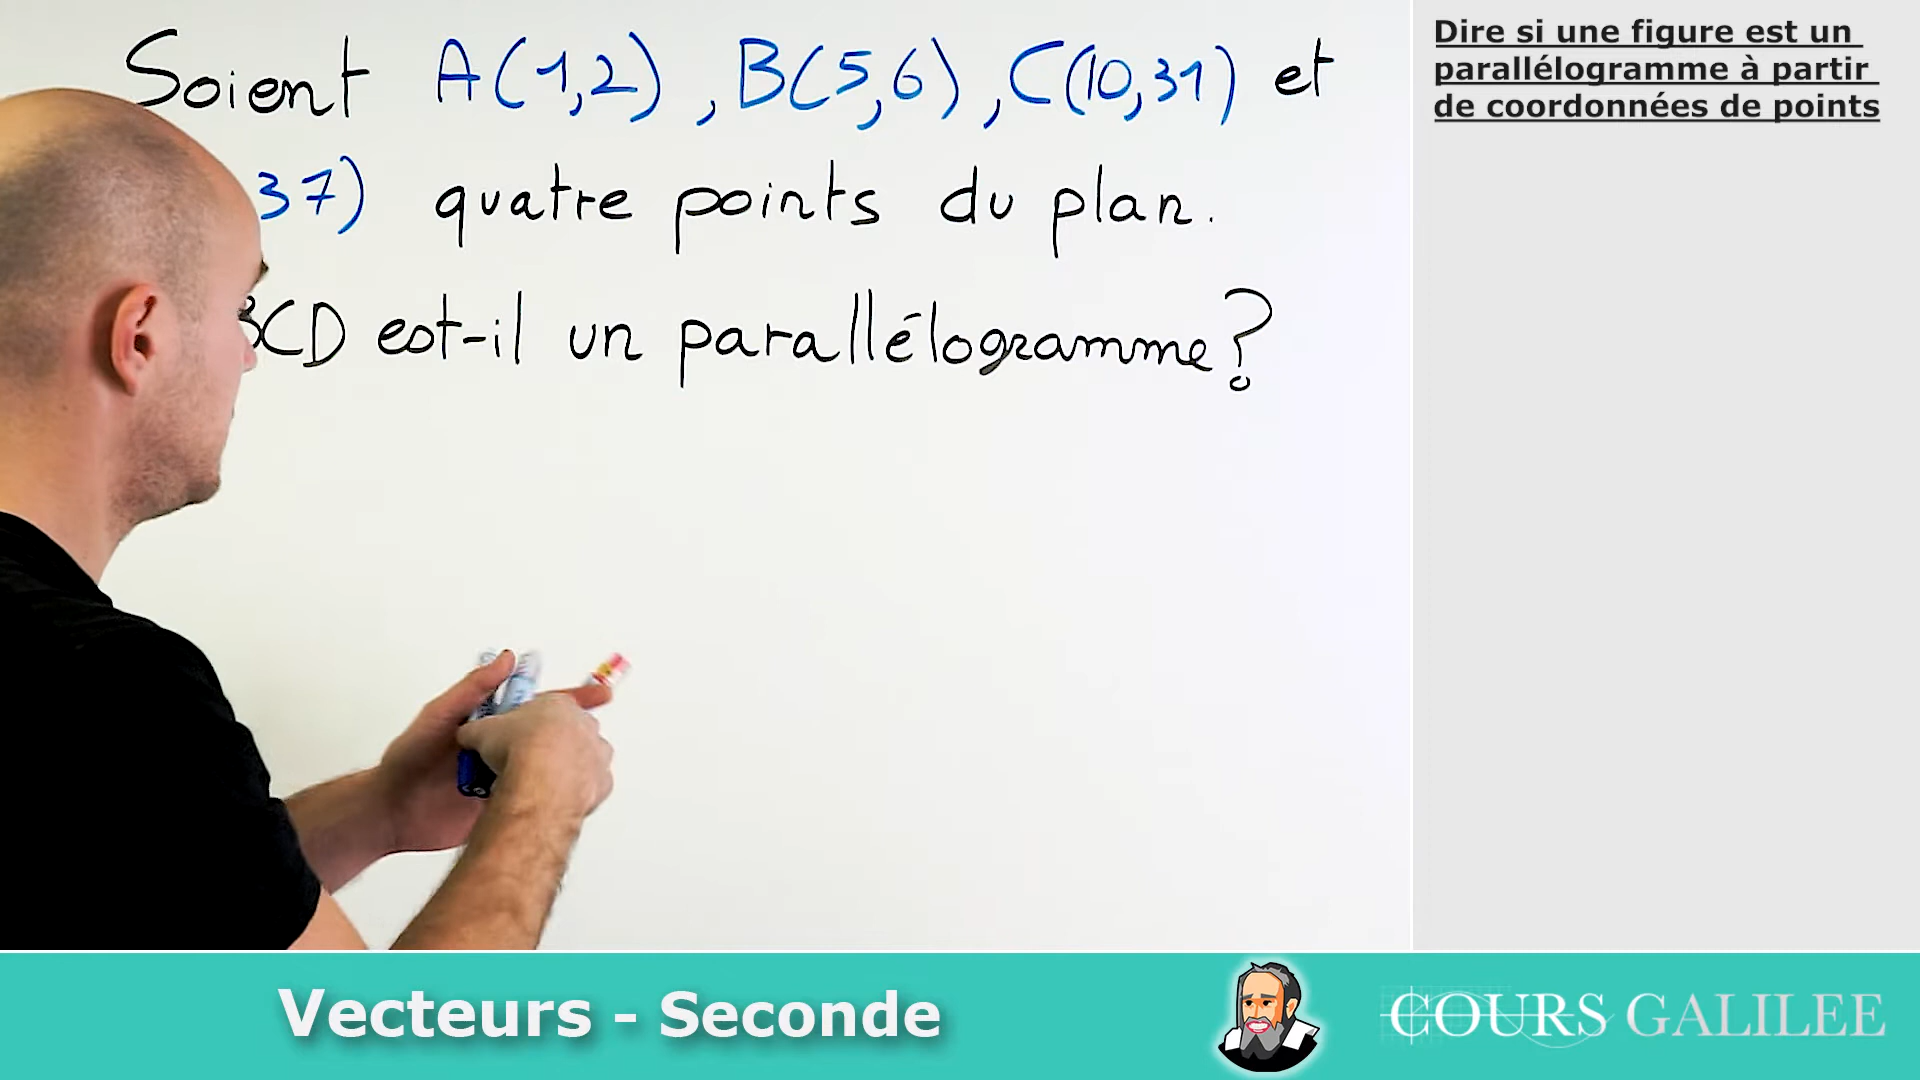 Soient A(1,2), B(5,6), C(10,31) et
37) quatre points du plan.
BCD est-il un parallélogramme?
Dire si une figure est un
parallélogramme à partir
de coordonnées de points
Vecteurs - Seconde
COURS GALILEE